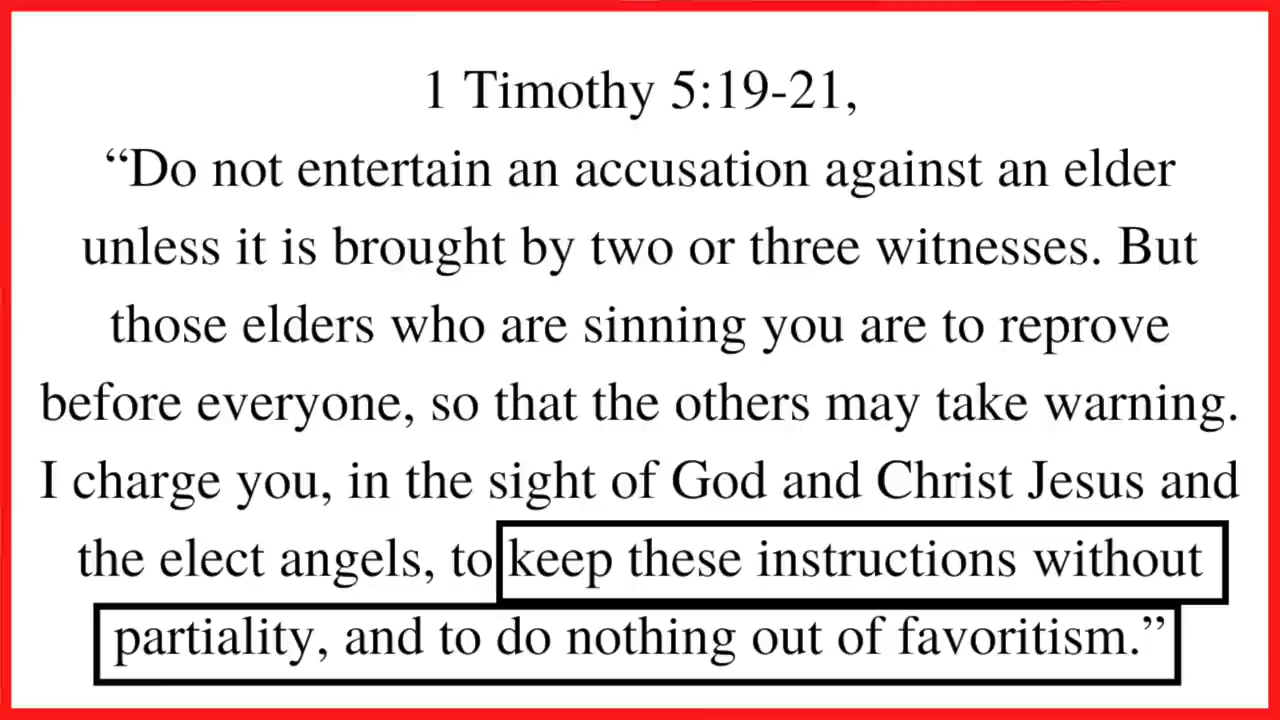 1 Timothy 5:19-21,
“Do not entertain an accusation against an elder
unless it is brought by two or three witnesses. But
those elders who are sinning you are to reprove
before everyone, so that the others may take warning.
I charge you, in the sight of God and Christ Jesus and
the elect angels, to keep these instructions without
partiality, and to do nothing out of favoritism.”